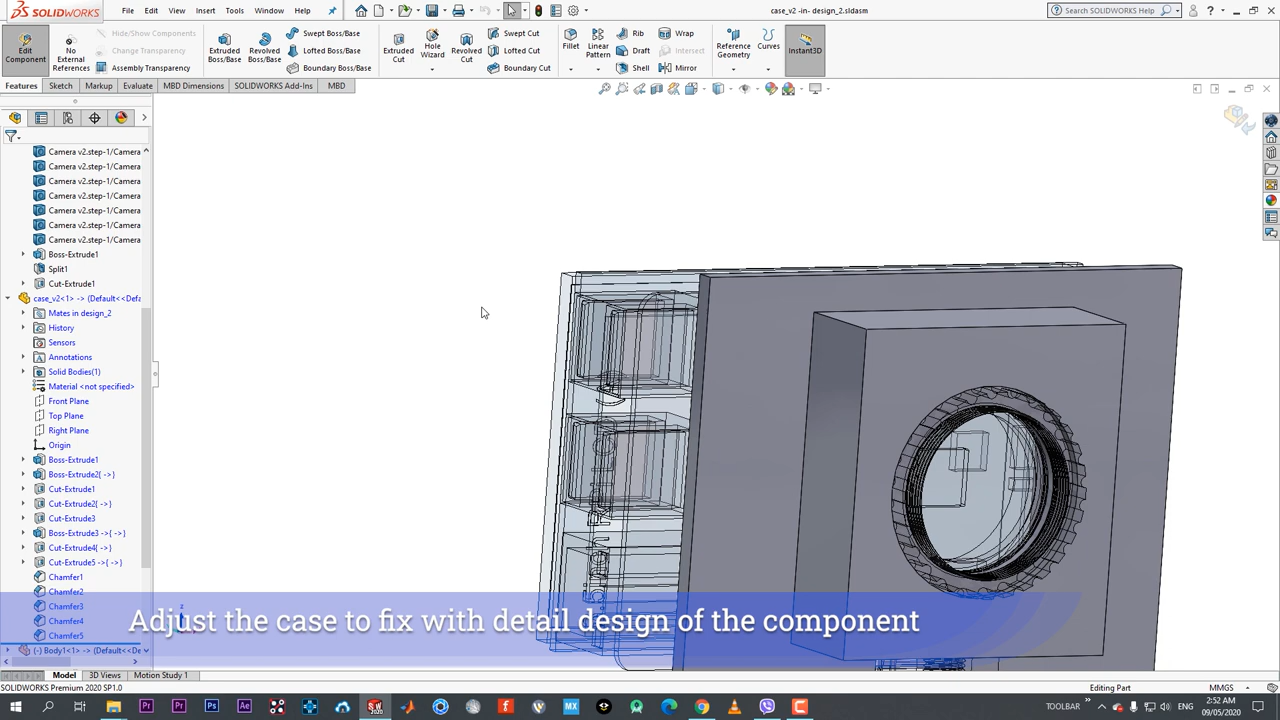 SOLIDWORKS
File Edit View Insert Tools Window Help
case_v2 -in- design_2.sldasm
Search SOLIDWORKS Help
Edit Component
No External References
Hide/Show Components
Change Transparency
Assembly Transparency
Extruded Boss/Base
Revolved Boss/Base
Swept Boss/Base
Lofted Boss/Base
Boundary Boss/Base
Extruded Cut
Hole Wizard
Revolved Cut
Swept Cut
Lofted Cut
Boundary Cut
Fillet
Linear Pattern
Rib
Draft
Shell
Wrap
Intersect
Mirror
Reference Geometry
Curves
Instant3D
Features Sketch Markup Evaluate MBD Dimensions SOLIDWORKS Add-Ins MBD
Camera v2.step-1/Camera
Camera v2.step-1/Camera
Camera v2.step-1/Camera
Camera v2.step-1/Camera
Camera v2.step-1/Camera
Camera v2.step-1/Camera
Camera v2.step-1/Camera
Boss-Extrude1
Split1
Cut-Extrude1
case_v2<1> -> (Default<<Defa
Mates in design_2
History
Sensors
Annotations
Solid Bodies(1)
Material <not specified>
Front Plane
Top Plane
Right Plane
Origin
Boss-Extrude1
Boss-Extrude2{ ->}
Cut-Extrude1
Cut-Extrude2{ ->}
Cut-Extrude3
Boss-Extrude3 ->{ ->}
Cut-Extrude4{ ->}
Cut-Extrude5 ->{ ->}
Chamfer1
Chamfer2
Chamfer3
Chamfer4
Chamfer5
(-) Body1<1> -> (Default<<De
Adjust the case to fix with detail design of the component
Model 3D Views Motion Study 1
SOLIDWORKS Premium 2020 SP1.0
Editing Part
MMGS
TOOLBAR
ENG
2:52 AM
09/05/2020